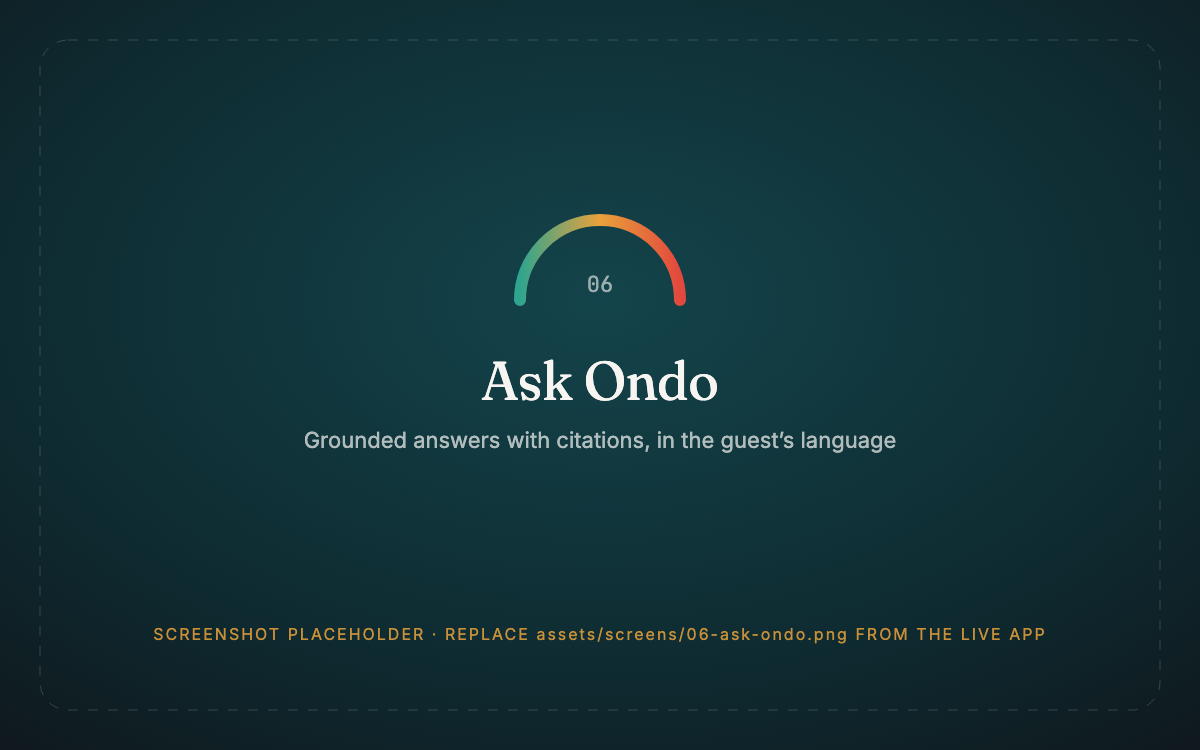 06
Ask Ondo
Grounded answers with citations, in the guest’s language
SCREENSHOT PLACEHOLDER · REPLACE assets/screens/06-ask-ondo.png FROM THE LIVE APP